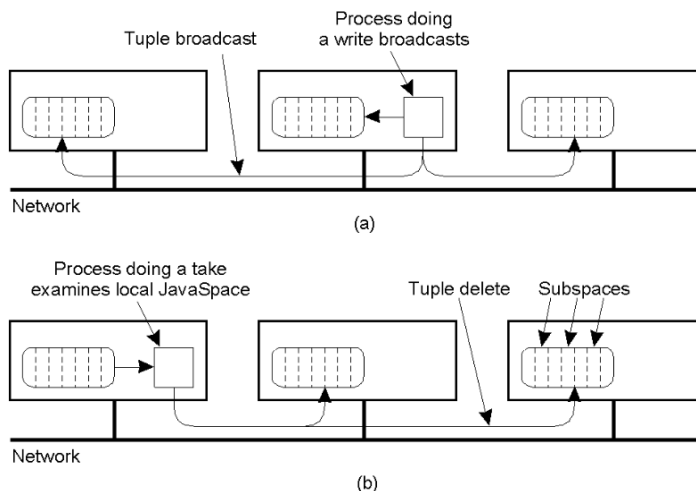 Process doing
Tuple broadcast
a write broadcasts
Network
(a)
Process doing a take
examines local JavaSpace
Tuple delete
Subspaces
Network
(b)